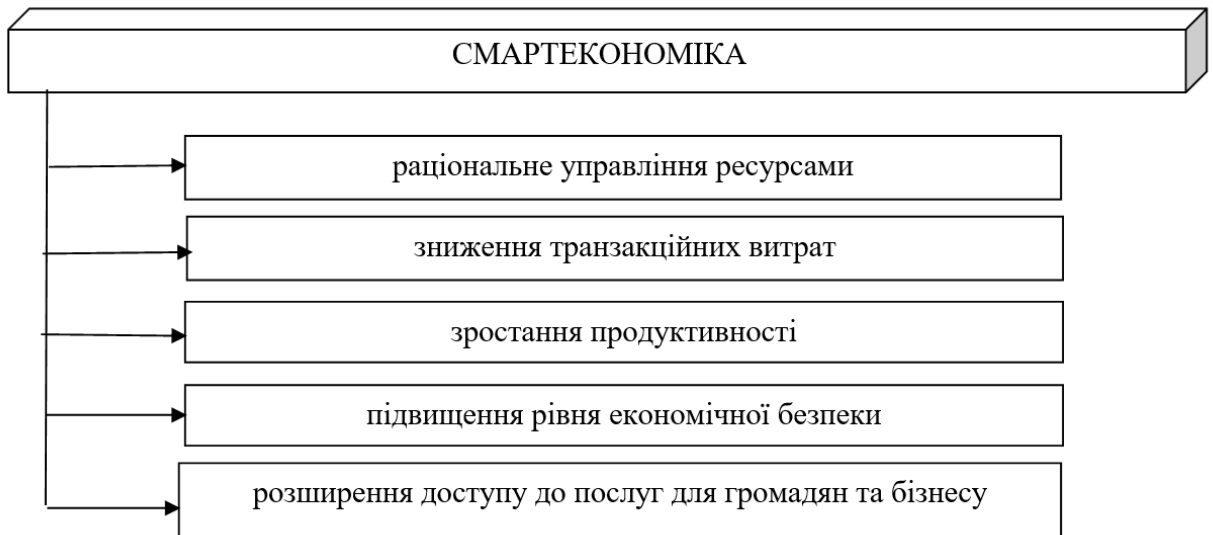 СМАРТЕКОНОМІКА
раціональне управління ресурсами
зниження транзакційних витрат
зростання продуктивності
підвищення рівня економічної безпеки
розширення доступу до послуг для громадян та бізнесу